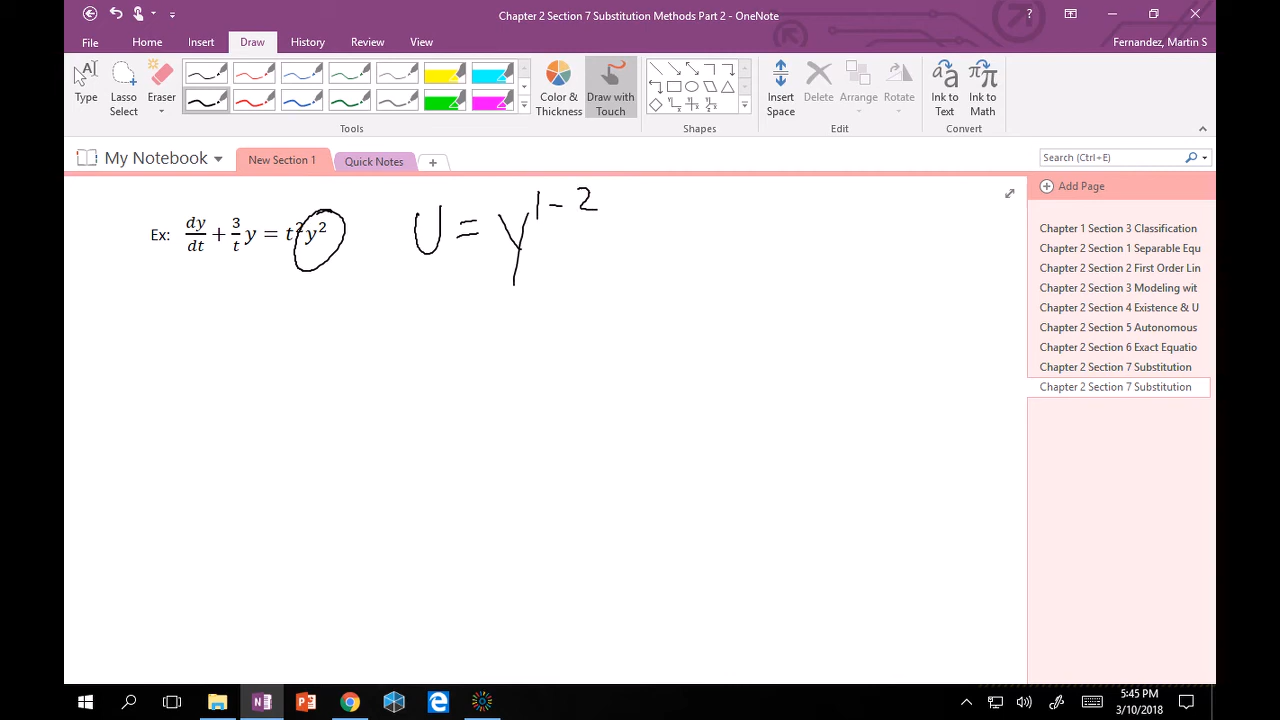 Chapter 2 Section 7 Substitution Methods Part 2 - OneNote
?
File Home Insert Draw History Review View
Fernandez, Martin S
Type
Lasso Select
Eraser
Color & Thickness
Draw with Touch
Insert Space
Delete
Arrange
Rotate
Ink to Text
Ink to Math
Tools Shapes Edit Convert
My Notebook New Section 1 Quick Notes +
Search (Ctrl+E)
Add Page
Ex: dy/dt + 3/t y = t²y²
U = y^(1-2)
Chapter 1 Section 3 Classification
Chapter 2 Section 1 Separable Equ
Chapter 2 Section 2 First Order Lin
Chapter 2 Section 3 Modeling wit
Chapter 2 Section 4 Existence & U
Chapter 2 Section 5 Autonomous
Chapter 2 Section 6 Exact Equatio
Chapter 2 Section 7 Substitution
Chapter 2 Section 7 Substitution
5:45 PM
3/10/2018